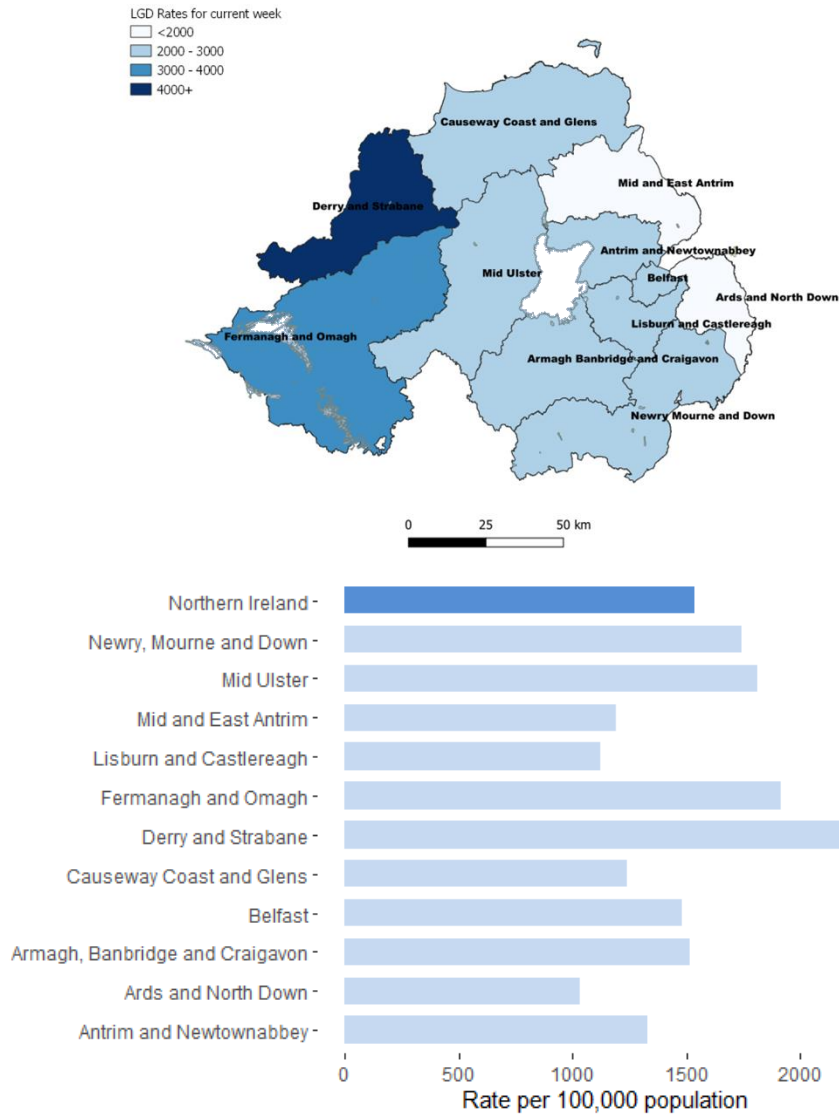 LGD Rates for current week
<2000
2000 - 3000
3000 - 4000
4000+
Causeway Coast and Glens
Mid and East Antrim
Derry and Strabane
Antrim and Newtownabbey
Mid Ulster
Belfast
Ards and North Down
Lisburn and Castlereagh
Fermanagh and Omagh
Armagh Banbridge and Craigavon
Newry Mourne and Down
0 25 50 km
Northern Ireland
Newry, Mourne and Down
Mid Ulster
Mid and East Antrim
Lisburn and Castlereagh
Fermanagh and Omagh
Derry and Strabane
Causeway Coast and Glens
Belfast
Armagh, Banbridge and Craigavon
Ards and North Down
Antrim and Newtownabbey
0 500 1000 1500 2000
Rate per 100,000 population